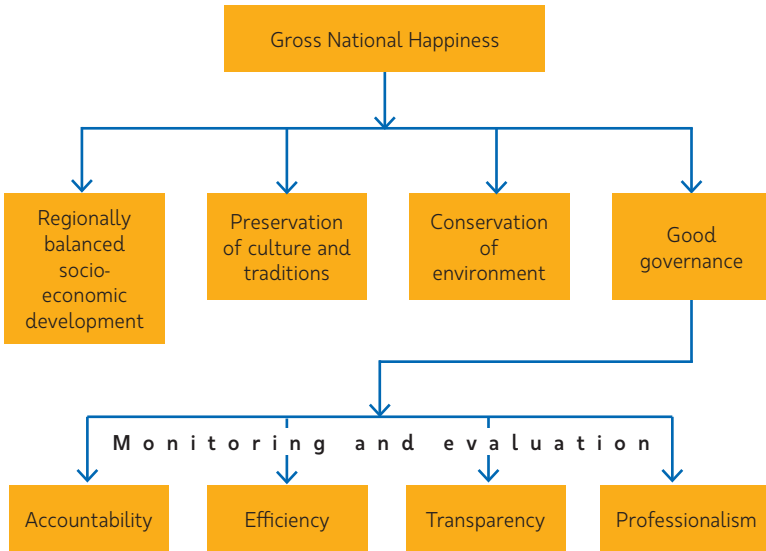 Gross National Happiness
Regionally
balanced
socio-
economic
development
Preservation
of culture and
traditions
Conservation
of
environment
Good
governance
Monitoring and evaluation
Accountability
Efficiency
Transparency
Professionalism